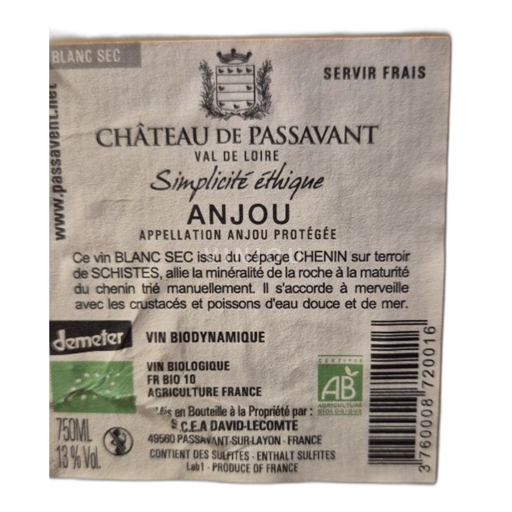 BLANC SEC
SERVIR FRAIS
www.passavent.net
CHÂTEAU DE PASSAVANT
VAL DE LOIRE
Simplicité éthique
ANJOU
APPELLATION ANJOU PROTÉGÉE
Ce vin BLANC SEC issu du cépage CHENIN sur terroir
de SCHISTES, allie la minéralité de la roche à la maturité
du chenin trié manuellement. Il s'accorde à merveille
avec les crustacés et poissons d'eau douce et de mer.
demeter
VIN BIODYNAMIQUE
VIN BIOLOGIQUE
FR BIO 10
AGRICULTURE FRANCE
CERTIFIÉ
AB
AGRICULTURE
BIOLOGIQUE
Mis en Bouteille à la Propriété par :
S.C.E.A DAVID-LECOMTE
49560 PASSAVANT-SUR-LAYON - FRANCE
CONTIENT DES SULFITES - ENTHALT SULFITES
Lab1 - PRODUCE OF FRANCE
750ML
13 % Vol.
3760008720016